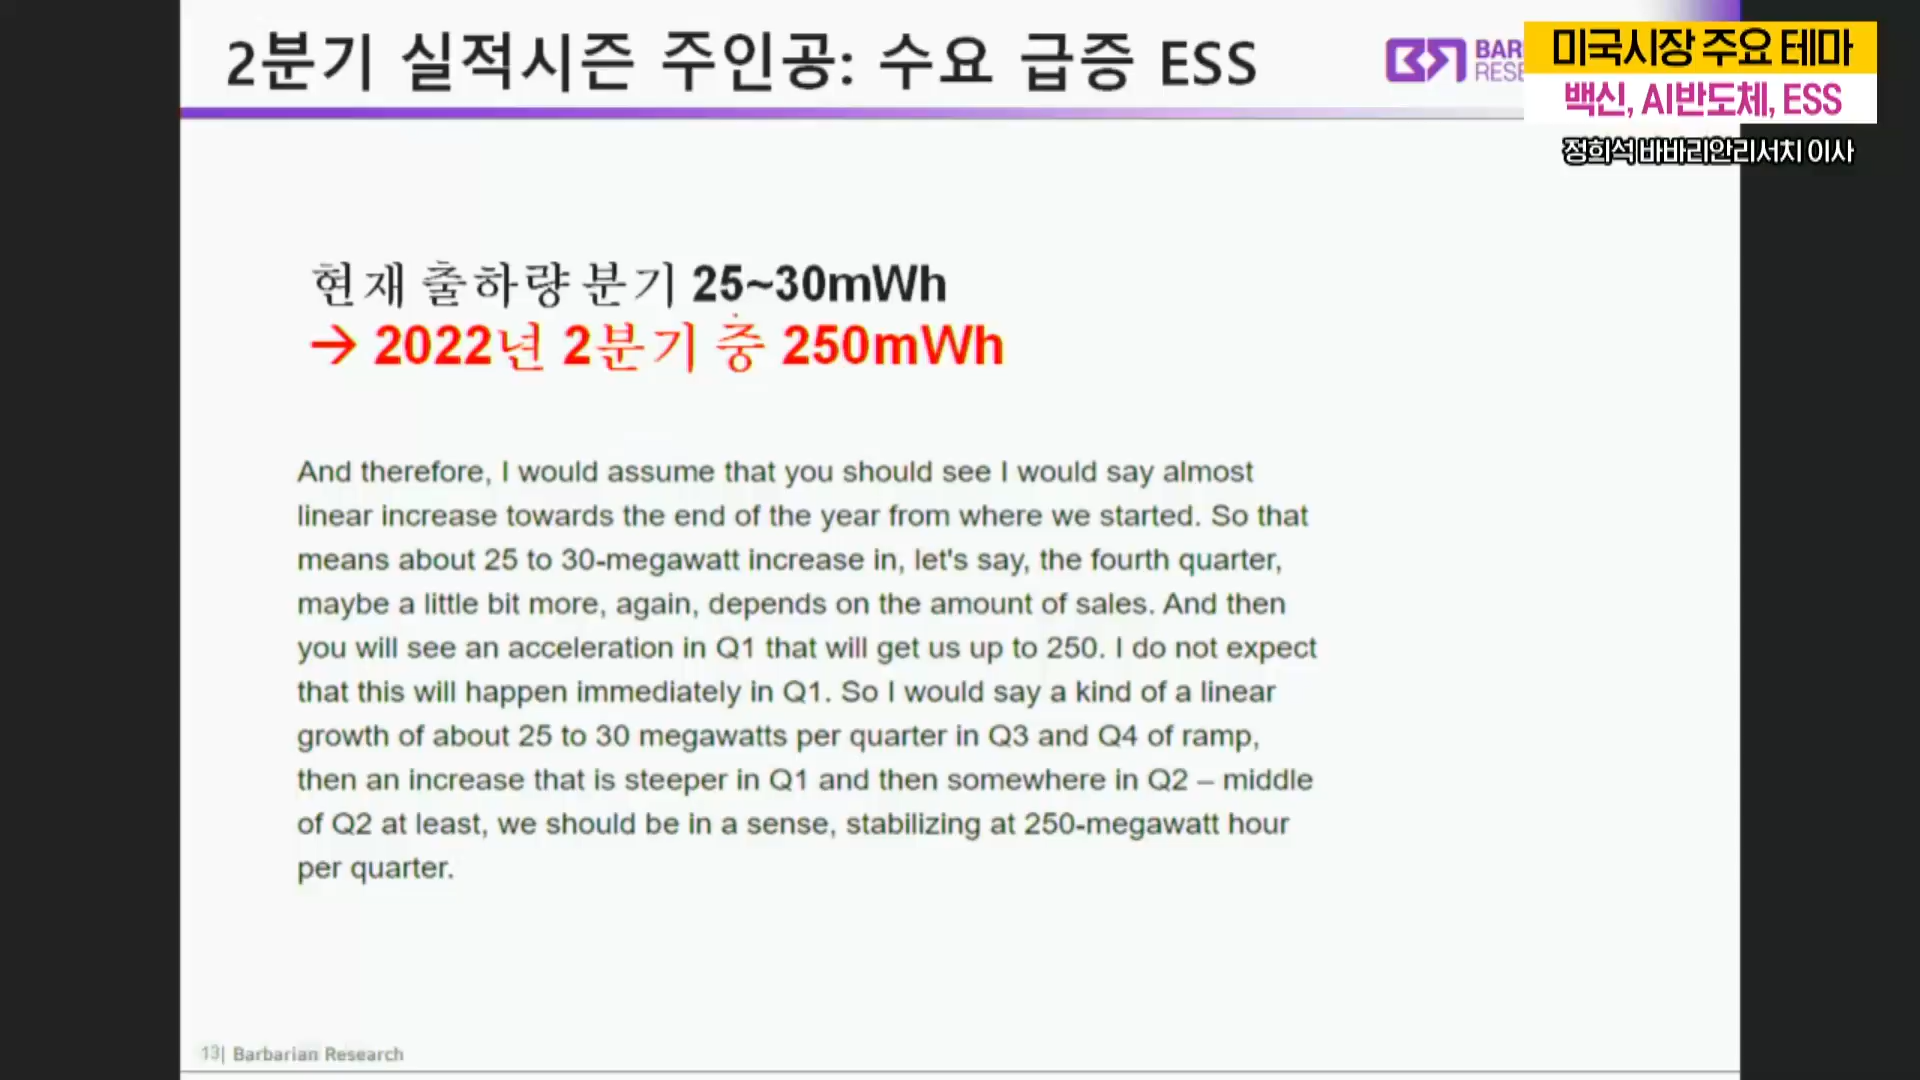 2분기 실적시즌 주인공: 수요 급증 ESS
미국시장 주요 테마
백신, AI반도체, ESS
정희석 바바리안리서치 이사
현재 출하량 분기 25~30mWh
→ 2022년 2분기 중 250mWh
And therefore, I would assume that you should see I would say almost
linear increase towards the end of the year from where we started. So that
means about 25 to 30-megawatt increase in, let's say, the fourth quarter,
maybe a little bit more, again, depends on the amount of sales. And then
you will see an acceleration in Q1 that will get us up to 250. I do not expect
that this will happen immediately in Q1. So I would say a kind of a linear
growth of about 25 to 30 megawatts per quarter in Q3 and Q4 of ramp,
then an increase that is steeper in Q1 and then somewhere in Q2 – middle
of Q2 at least, we should be in a sense, stabilizing at 250-megawatt hour
per quarter.
13| Barbarian Research